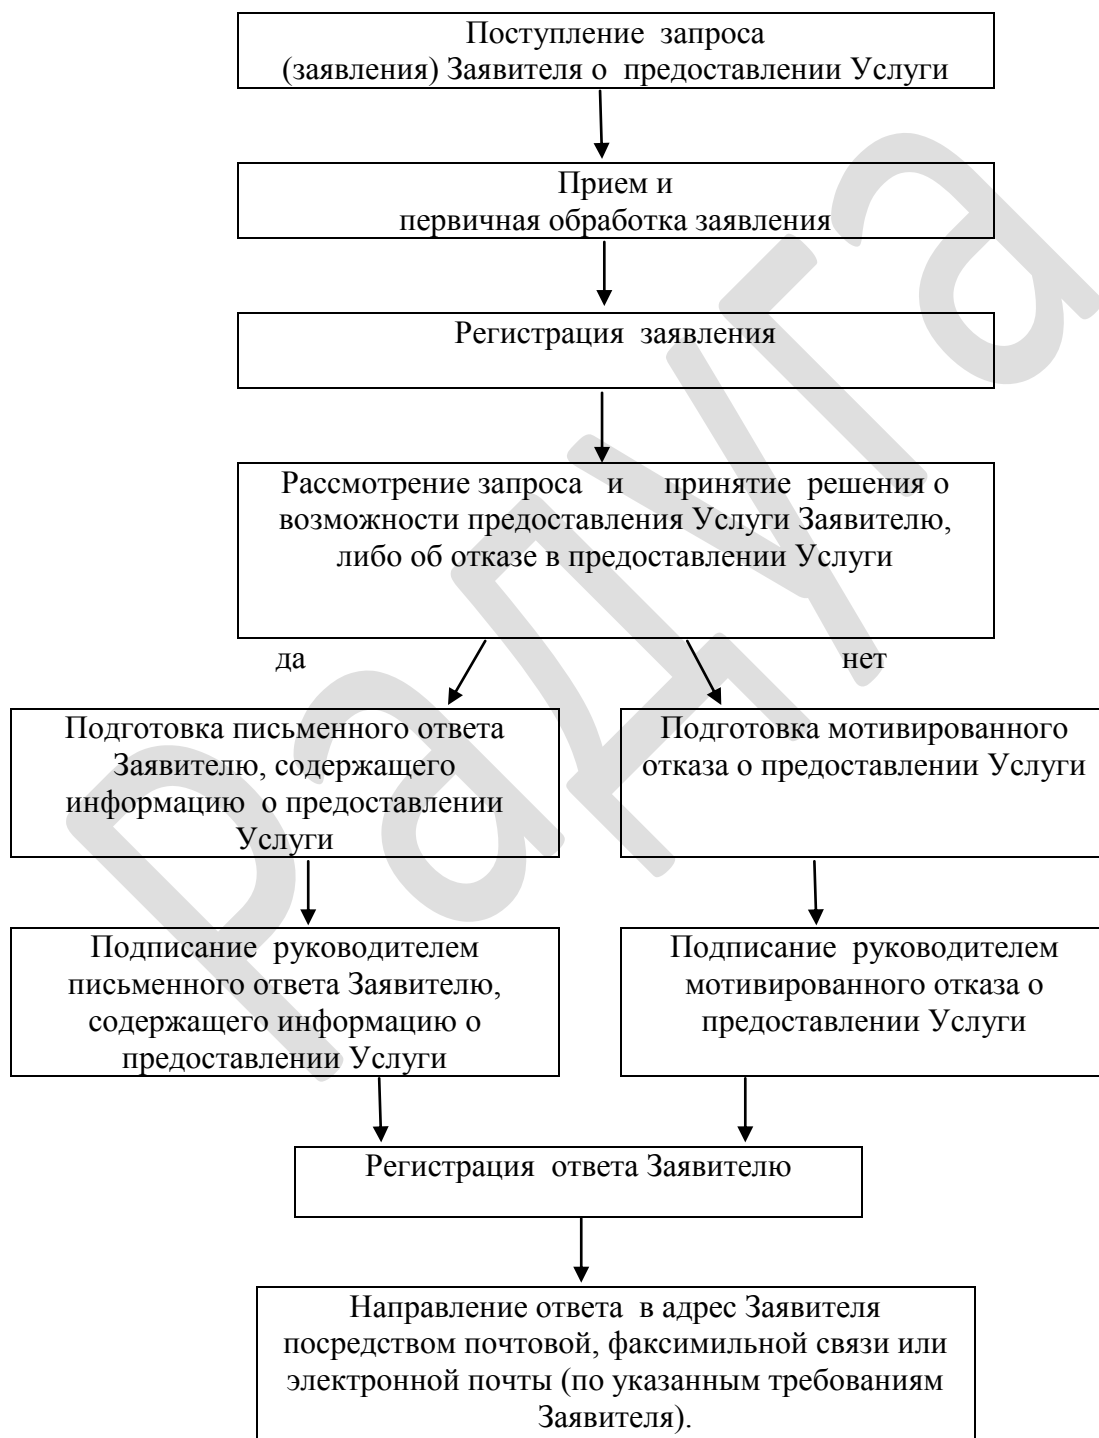 Поступление запроса
(заявления) Заявителя о предоставлении Услуги
Прием и
первичная обработка заявления
Регистрация заявления
Рассмотрение запроса и принятие решения о
возможности предоставления Услуги Заявителю,
либо об отказе в предоставлении Услуги
да
нет
Подготовка письменного ответа
Заявителю, содержащего
информацию о предоставлении
Услуги
Подготовка мотивированного
отказа о предоставлении Услуги
Подписание руководителем
письменного ответа Заявителю,
содержащего информацию о
предоставлении Услуги
Подписание руководителем
мотивированного отказа о
предоставлении Услуги
Регистрация ответа Заявителю
Направление ответа в адрес Заявителя
посредством почтовой, факсимильной связи или
электронной почты (по указанным требованиям
Заявителя).
Радуга